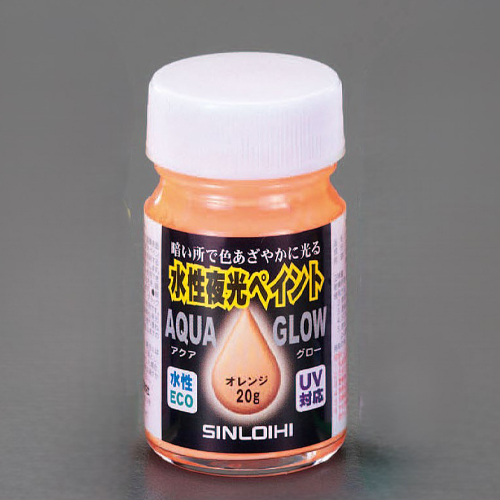 暗い所で色あざやかに光る
水性夜光ペイント
AQUA GLOW
アクア グロー
オレンジ
20g
水性
ECO
UV
対応
SINLOIHI